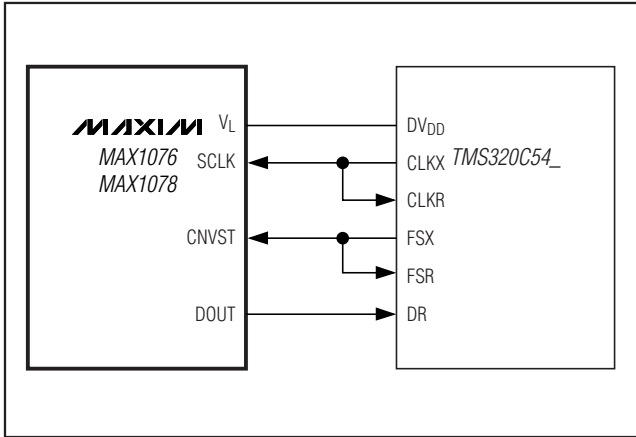 MAXIM
MAX1076
MAX1078
VL
SCLK
CNVST
DOUT
DVDD
CLKX
CLKR
FSX
FSR
DR
TMS320C54_